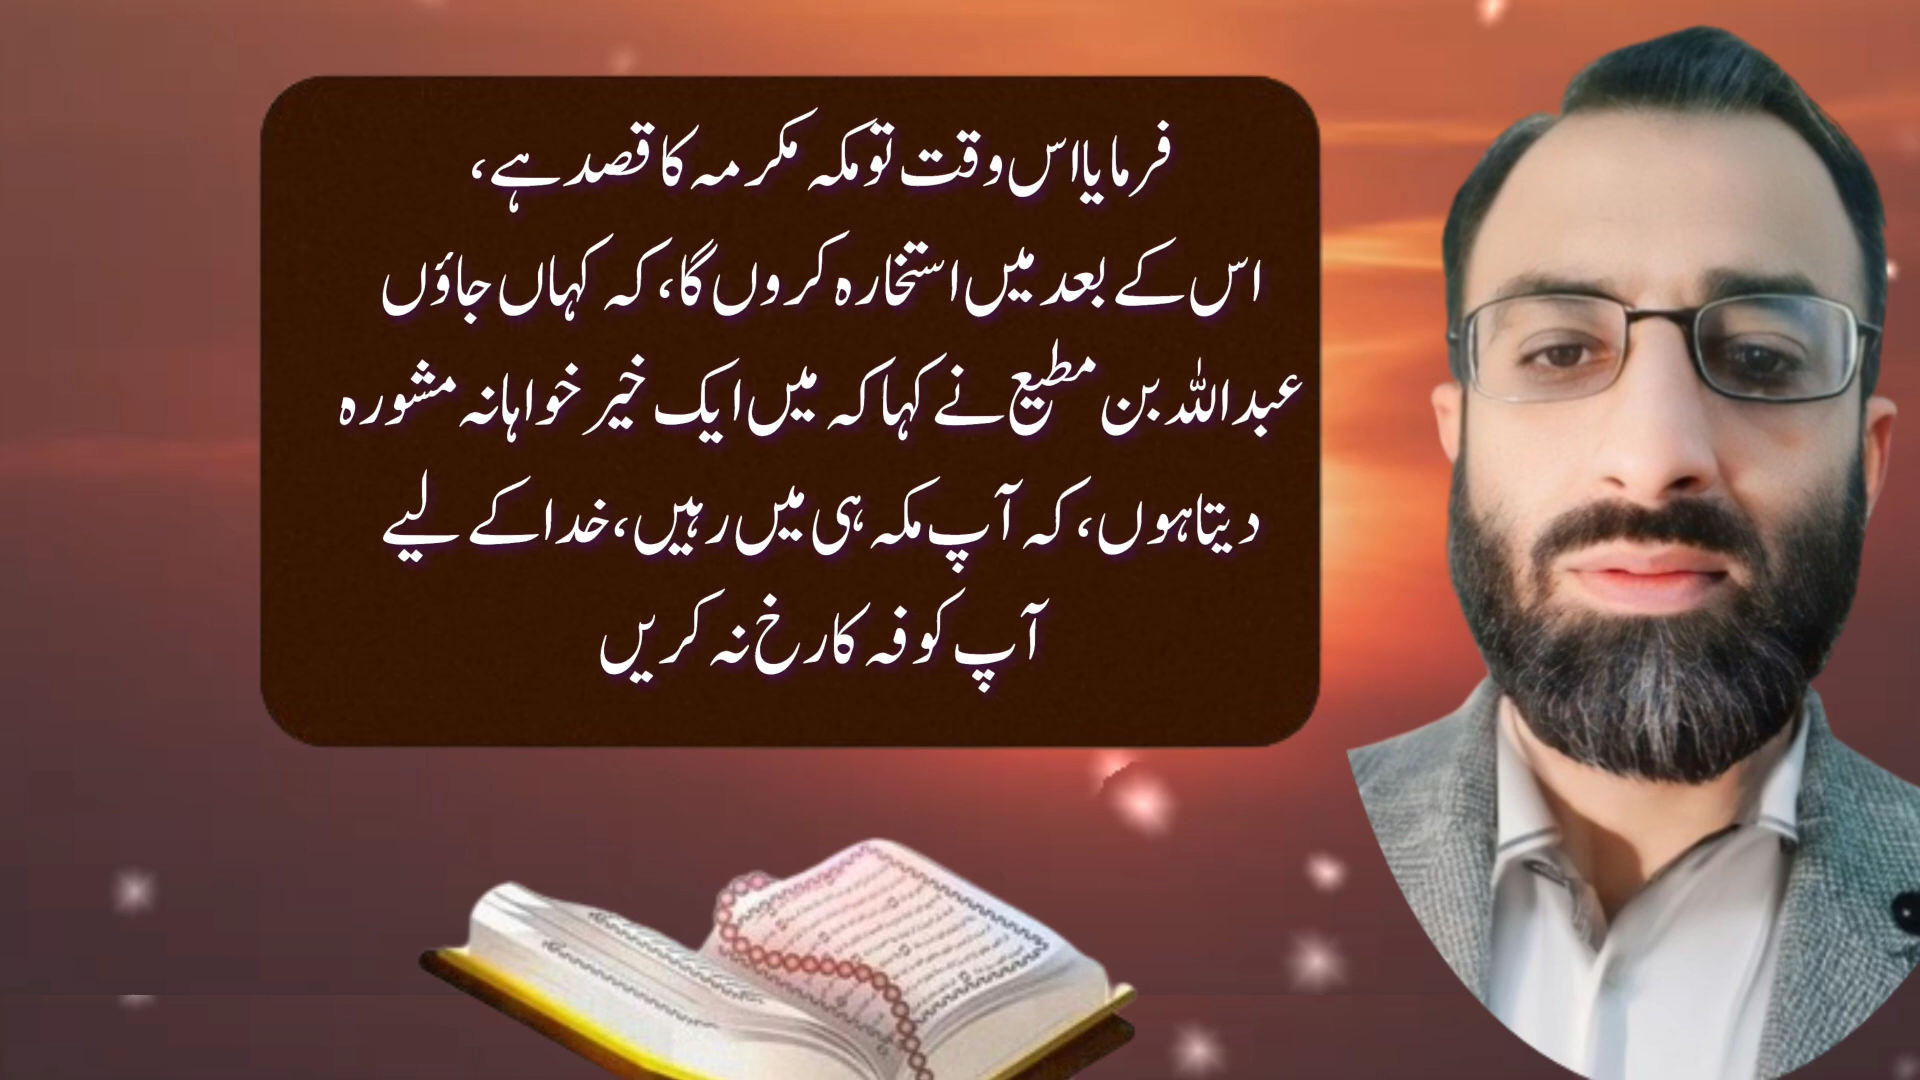 فرمایا اس وقت تو مکہ مکرمہ کا قصد ہے،
اس کے بعد میں استخارہ کروں گا، کہ کہاں جاؤں
عبداللہ بن مطیع نے کہا کہ میں ایک خیر خواہانہ مشورہ
دیتا ہوں، کہ آپ مکہ ہی میں رہیں، خدا کے لیے
آپ کوفہ کا رخ نہ کریں